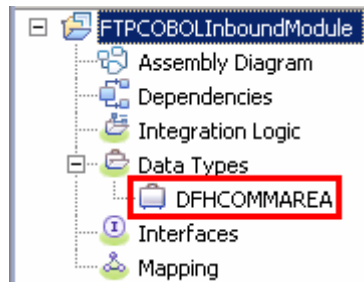 FTPCOBOLInboundModule
Assembly Diagram
Dependencies
Integration Logic
Data Types
DFHCOMMAREA
Interfaces
Mapping